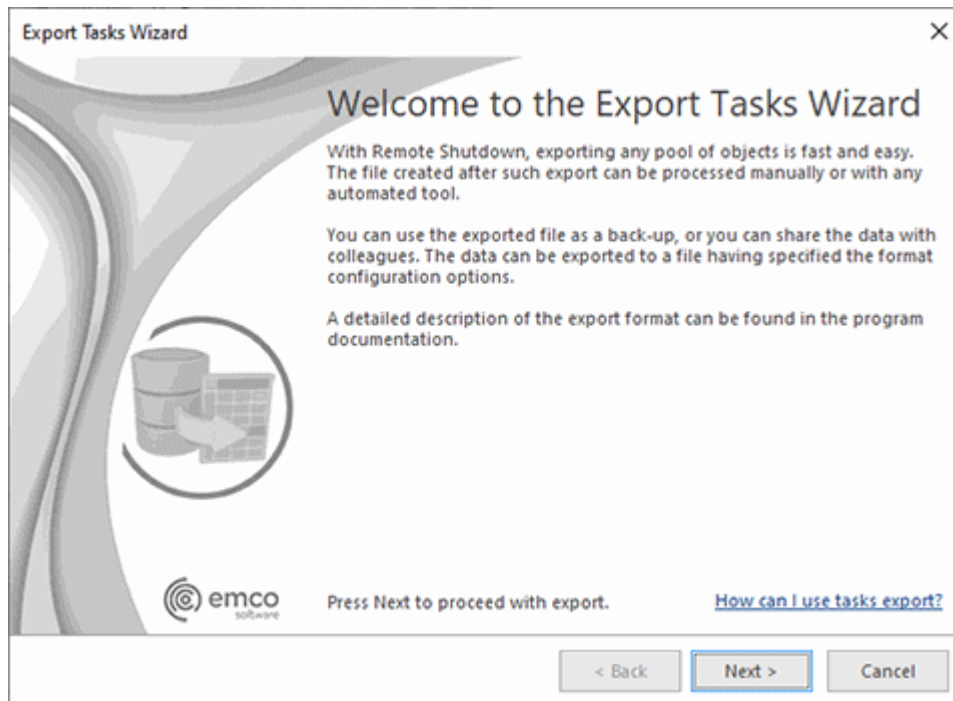 Export Tasks Wizard
Welcome to the Export Tasks Wizard
With Remote Shutdown, exporting any pool of objects is fast and easy.
The file created after such export can be processed manually or with any
automated tool.
You can use the exported file as a back-up, or you can share the data with
colleagues. The data can be exported to a file having specified the format
configuration options.
A detailed description of the export format can be found in the program
documentation.
emco
software
Press Next to proceed with export.
How can I use tasks export?
< Back
Next >
Cancel